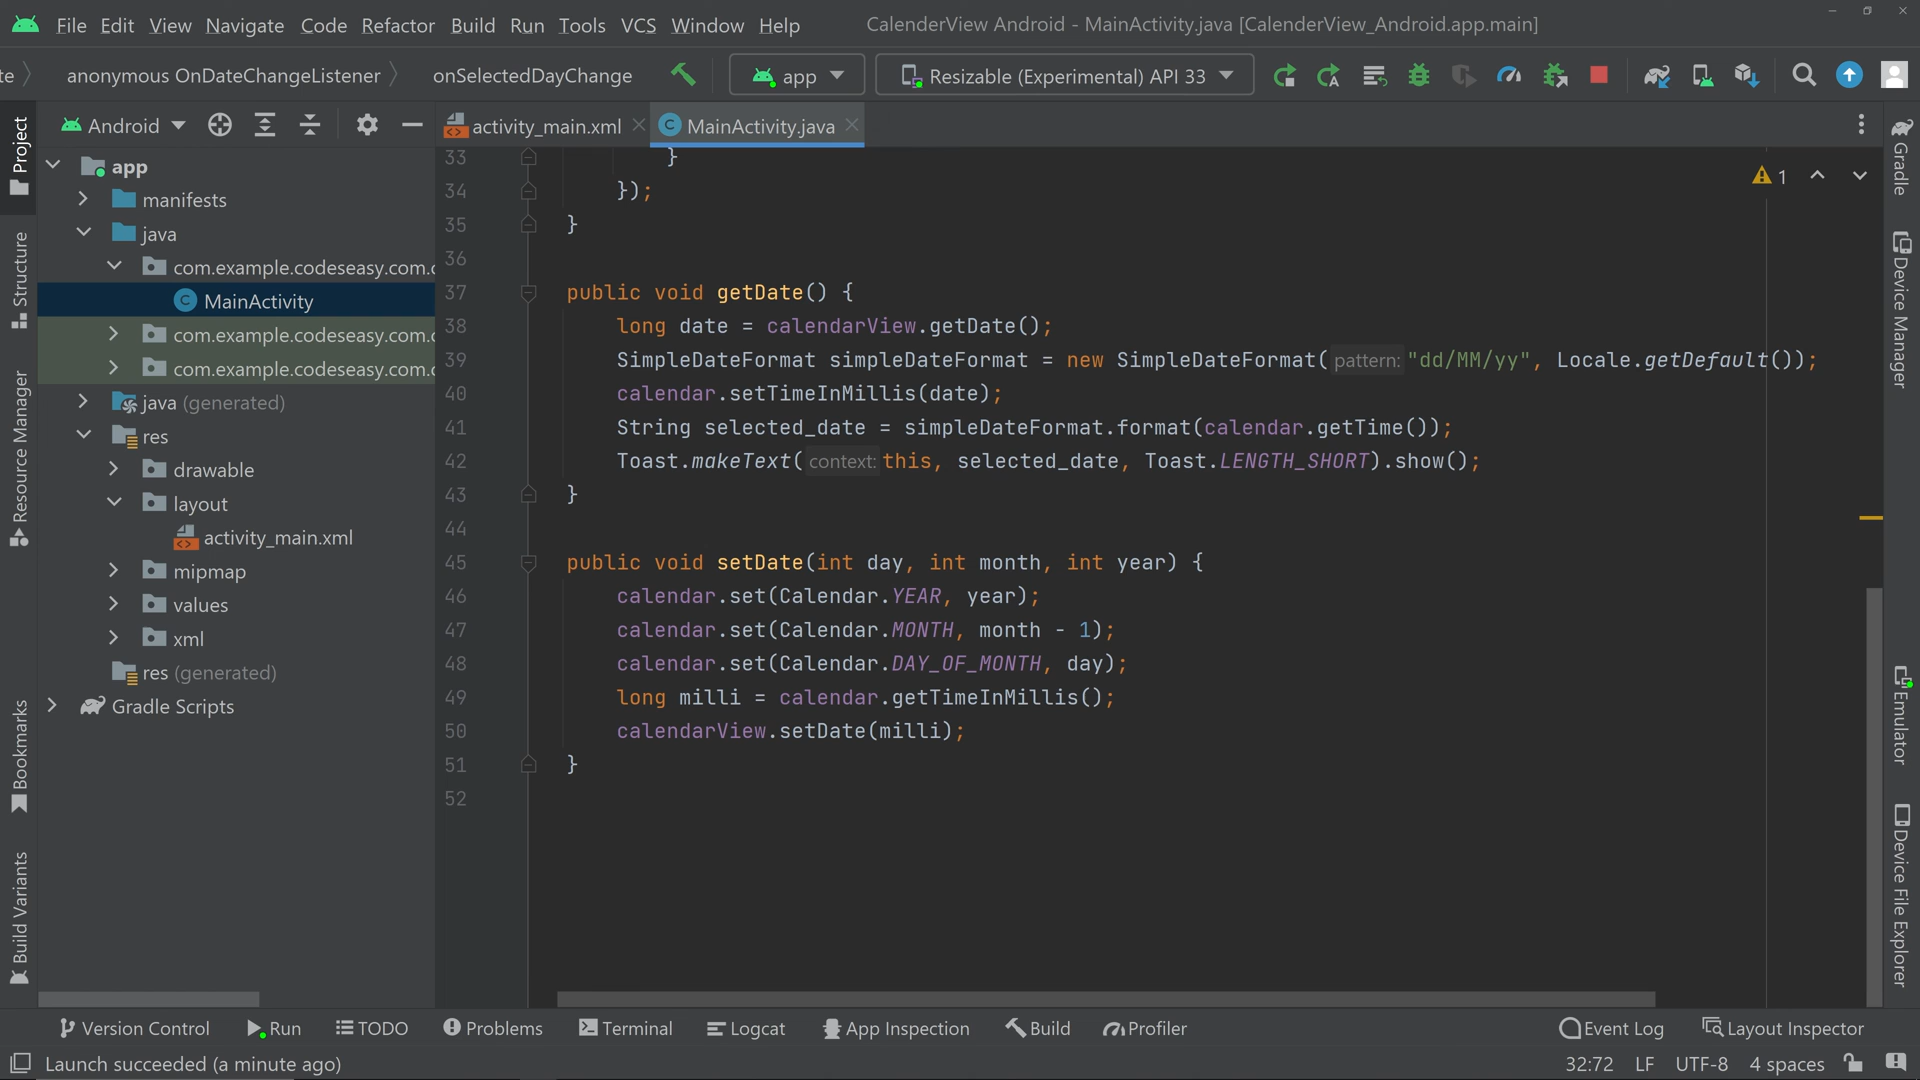 File Edit View Navigate Code Refactor Build Run Tools VCS Window Help CalenderView Android - MainActivity.java [CalenderView_Android.app.main]
te anonymous OnDateChangeListener onSelectedDayChange app Resizable (Experimental) API 33
Project
Structure
Resource Manager
Bookmarks
Build Variants
Android
app
manifests
java
com.example.codeseasy.com.c
MainActivity
com.example.codeseasy.com.c
com.example.codeseasy.com.c
java (generated)
res
drawable
layout
activity_main.xml
mipmap
values
xml
res (generated)
Gradle Scripts
activity_main.xml MainActivity.java
1
33 }
34 });
35 }
36
37 public void getDate() {
38 long date = calendarView.getDate();
39 SimpleDateFormat simpleDateFormat = new SimpleDateFormat( pattern: "dd/MM/yy", Locale.getDefault());
40 calendar.setTimeInMillis(date);
41 String selected_date = simpleDateFormat.format(calendar.getTime());
42 Toast.makeText( context: this, selected_date, Toast.LENGTH_SHORT).show();
43 }
44
45 public void setDate(int day, int month, int year) {
46 calendar.set(Calendar.YEAR, year);
47 calendar.set(Calendar.MONTH, month - 1);
48 calendar.set(Calendar.DAY_OF_MONTH, day);
49 long milli = calendar.getTimeInMillis();
50 calendarView.setDate(milli);
51 }
52
Gradle
Device Manager
Emulator
Device File Explorer
Version Control Run TODO Problems Terminal Logcat App Inspection Build Profiler Event Log Layout Inspector
Launch succeeded (a minute ago) 32:72 LF UTF-8 4 spaces